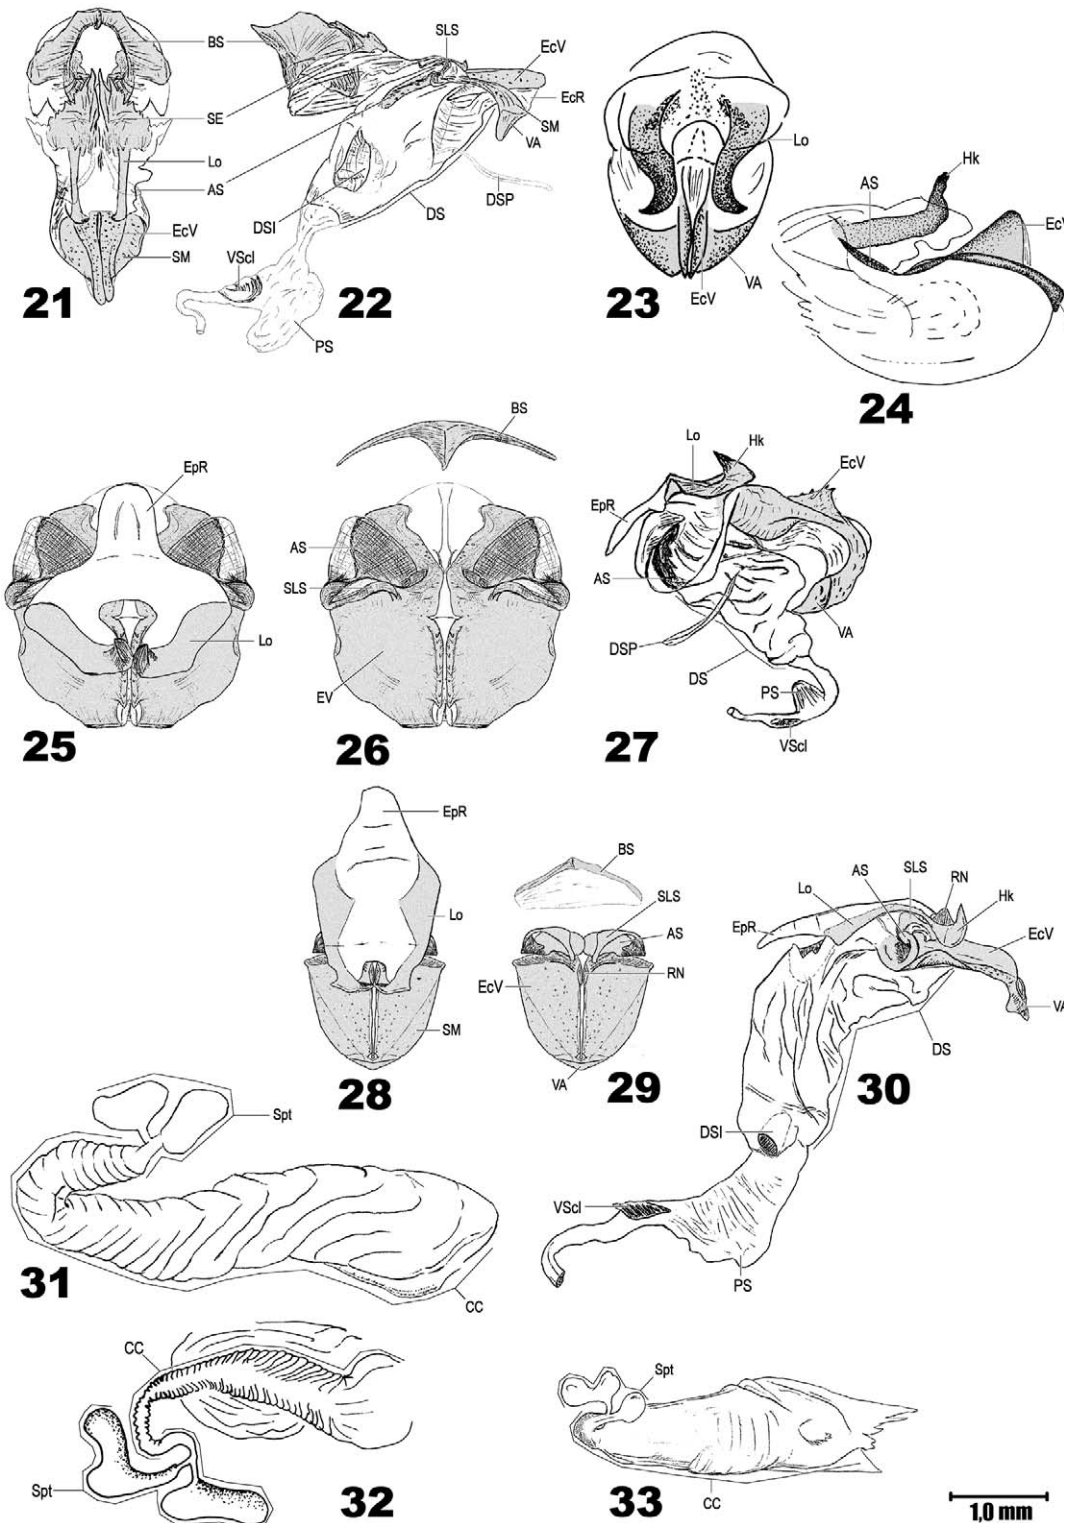 BS
SE
Lo
AS
EcV
SM
21
SLS
EcV
EcR
SM
VA
DSP
DS
DSI
VScl
PS
22
Lo
VA
EcV
23
Hk
AS
EcV
24
EpR
Lo
25
BS
AS
SLS
EV
26
Lo
Hk
EcV
EpR
AS
VA
DSP
DS
PS
VScl
27
EpR
Lo
SM
28
BS
SLS
AS
RN
EcV
VA
29
AS
SLS
RN
Lo
Hk
EpR
EcV
VA
DS
30
DSI
VScl
PS
Spt
31
CC
CC
Spt
32
Spt
CC
33
1,0 mm